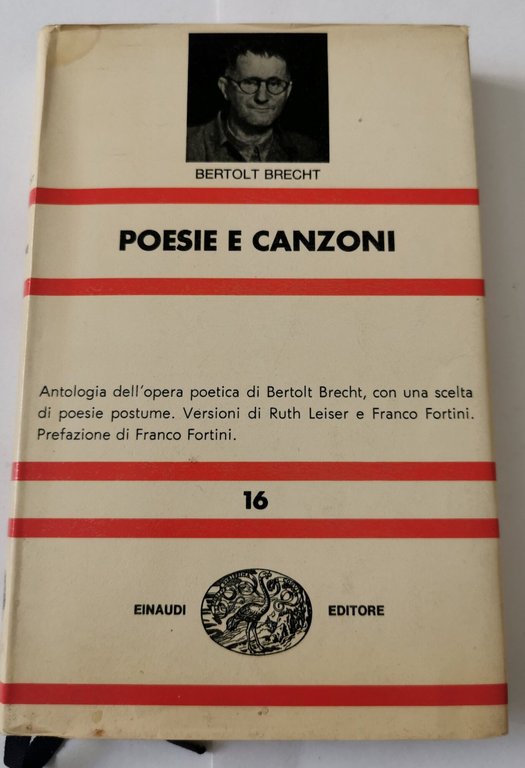 BERTOLT BRECHT
POESIE E CANZONI
Antologia dell'opera poetica di Bertolt Brecht, con una scelta
di poesie postume. Versioni di Ruth Leiser e Franco Fortini.
Prefazione di Franco Fortini.
16
EINAUDI EDITORE